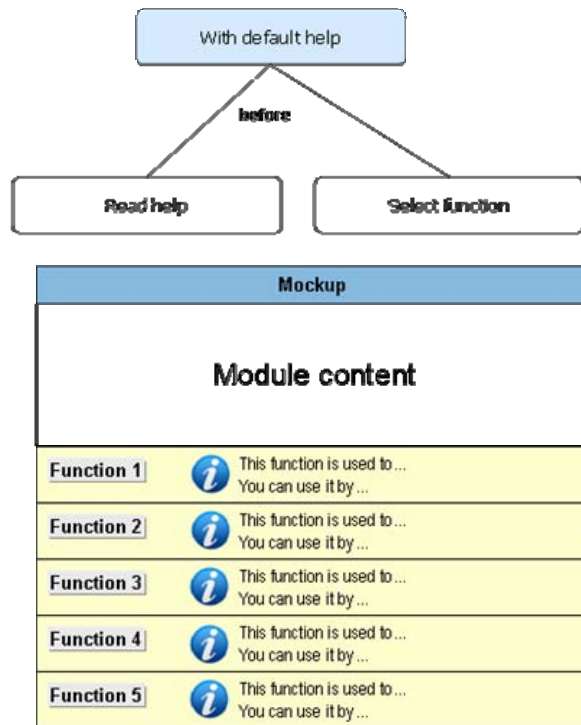 With default help
before
Read help
Select function
Mockup
Module content
Function 1
This function is used to...
You can use it by ...
Function 2
This function is used to...
You can use it by ...
Function 3
This function is used to...
You can use it by ...
Function 4
This function is used to...
You can use it by ...
Function 5
This function is used to...
You can use it by ...